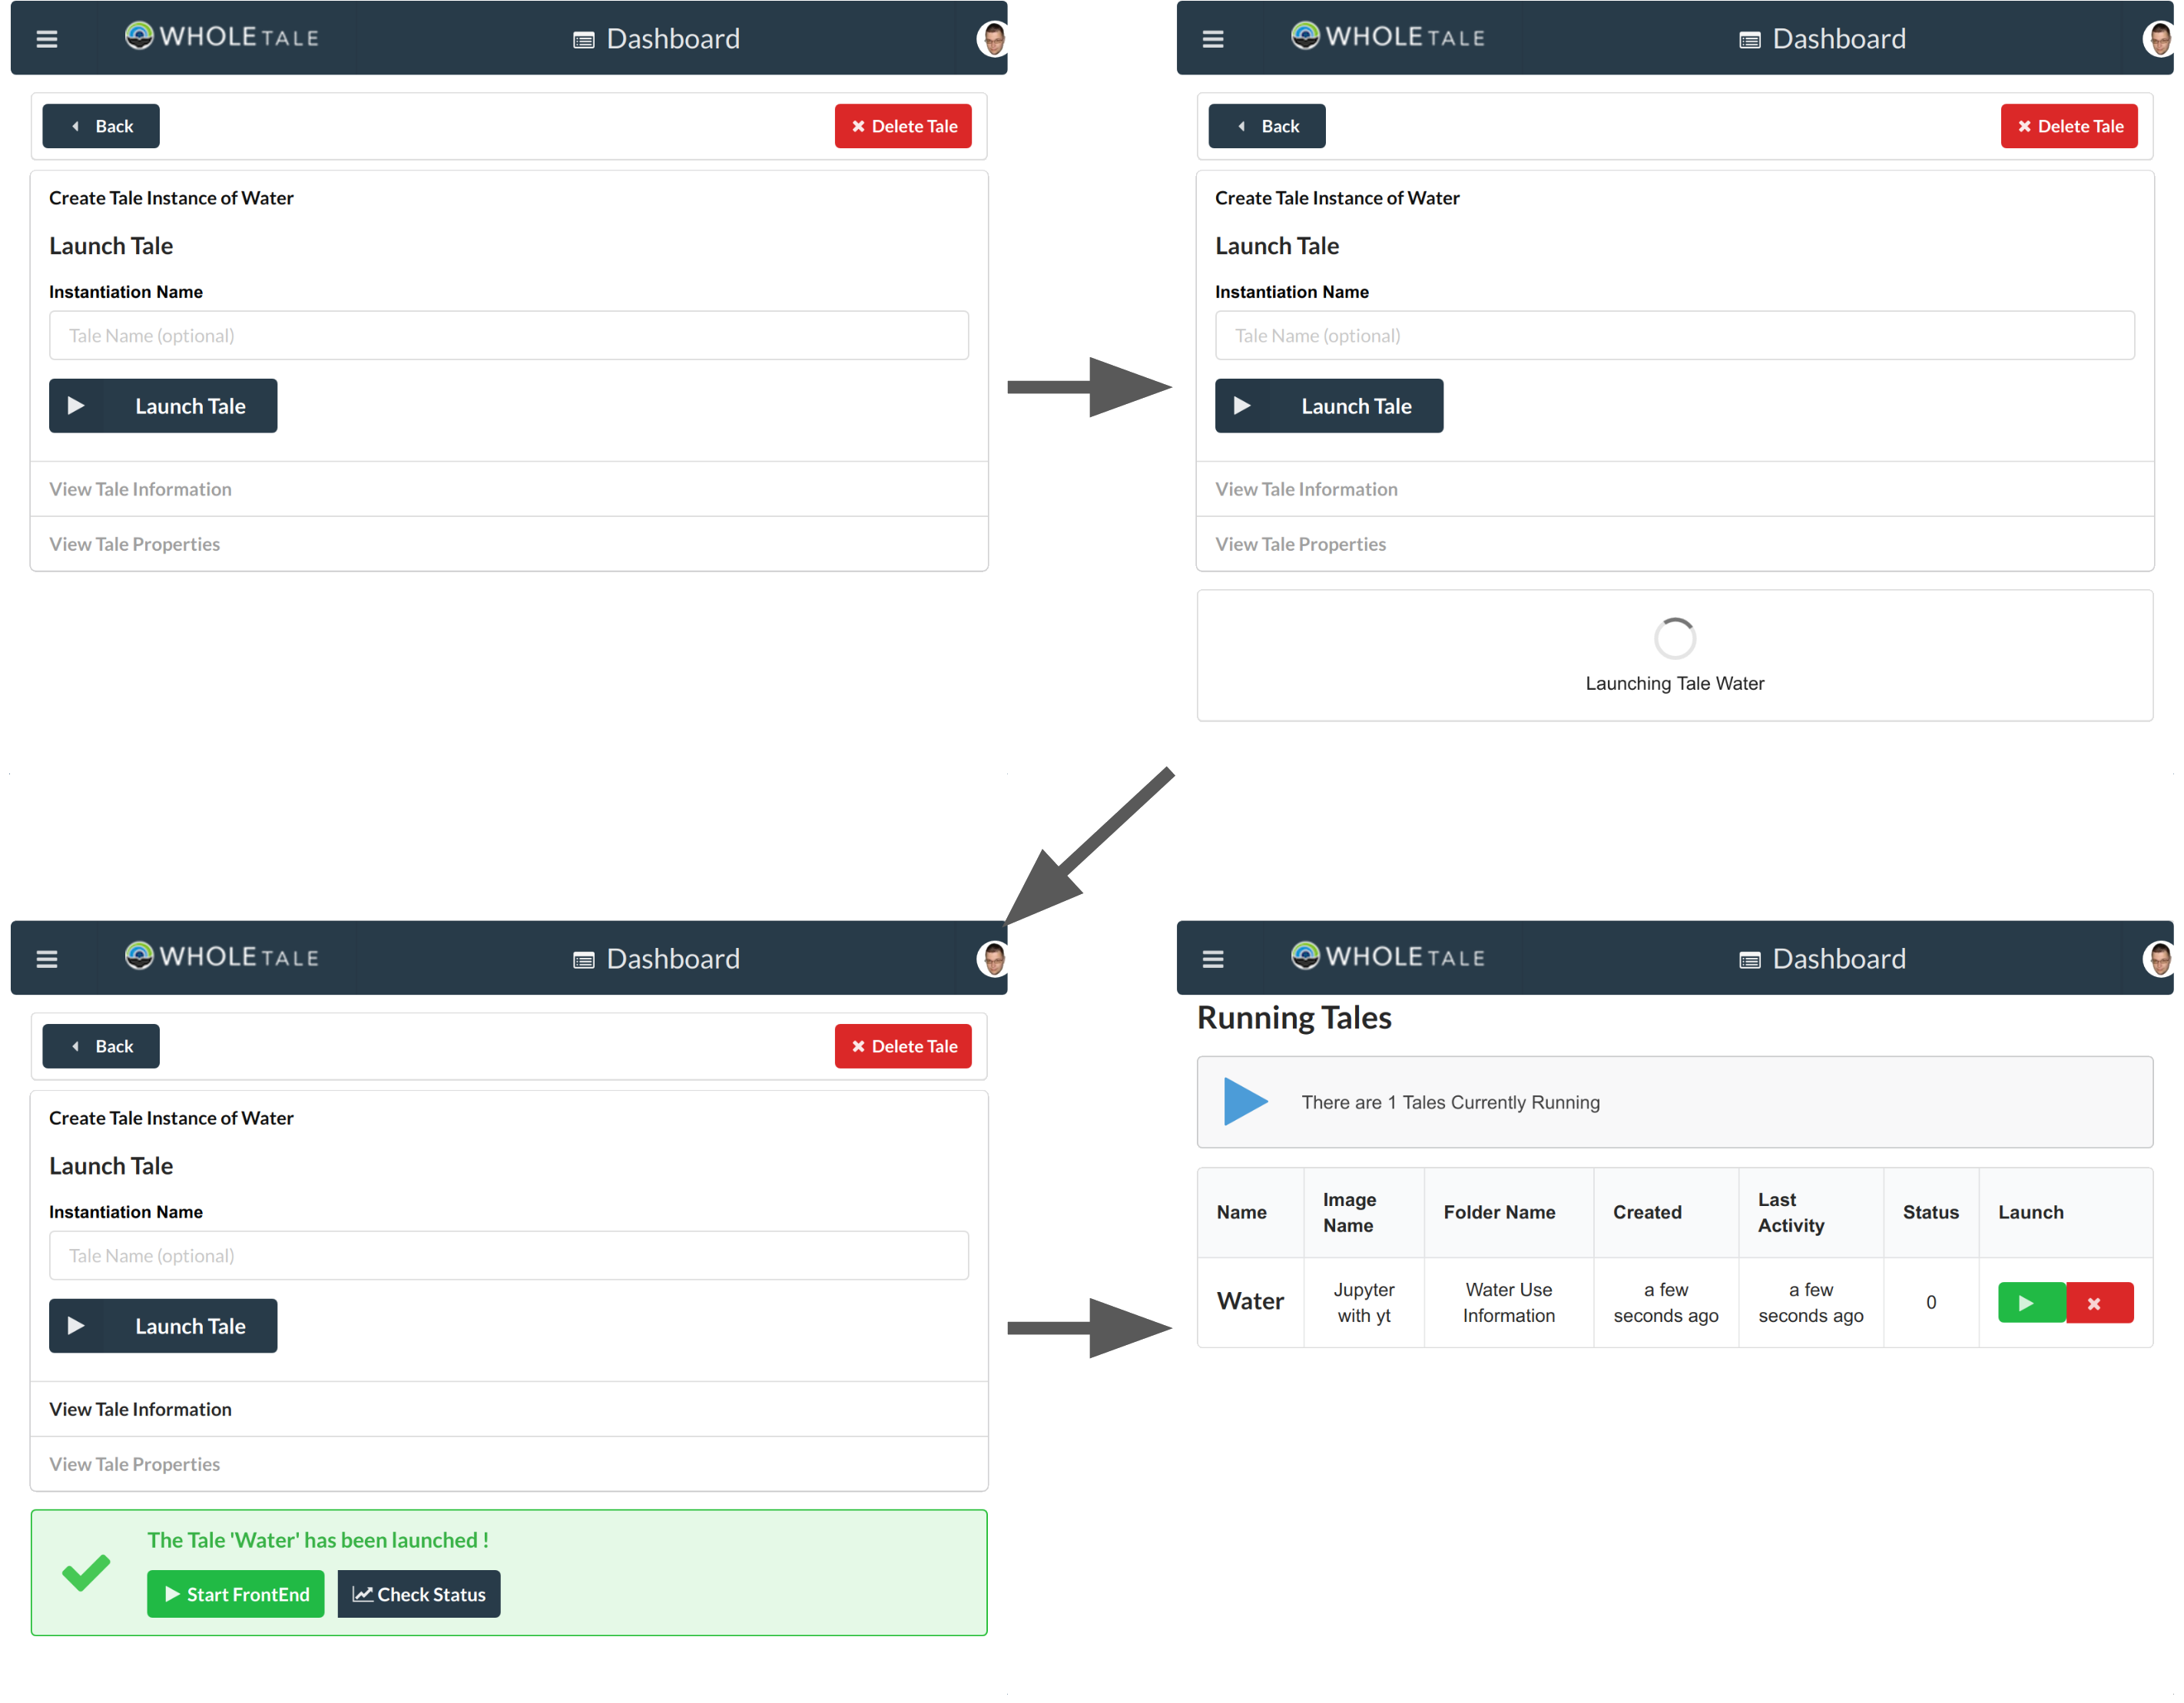 WHOLE TALE
Dashboard
Back
Delete Tale
Create Tale Instance of Water
Launch Tale
Instantiation Name
Tale Name (optional)
Launch Tale
View Tale Information
View Tale Properties
WHOLE TALE
Dashboard
Back
Delete Tale
Create Tale Instance of Water
Launch Tale
Instantiation Name
Tale Name (optional)
Launch Tale
View Tale Information
View Tale Properties
Launching Tale Water
WHOLE TALE
Dashboard
Back
Delete Tale
Create Tale Instance of Water
Launch Tale
Instantiation Name
Tale Name (optional)
Launch Tale
View Tale Information
View Tale Properties
The Tale 'Water' has been launched !
Start FrontEnd
Check Status
WHOLE TALE
Dashboard
Running Tales
There are 1 Tales Currently Running
Name
Image
Name
Folder Name
Created
Last
Activity
Status
Launch
Water
Jupyter
with yt
Water Use
Information
a few
seconds ago
a few
seconds ago
0